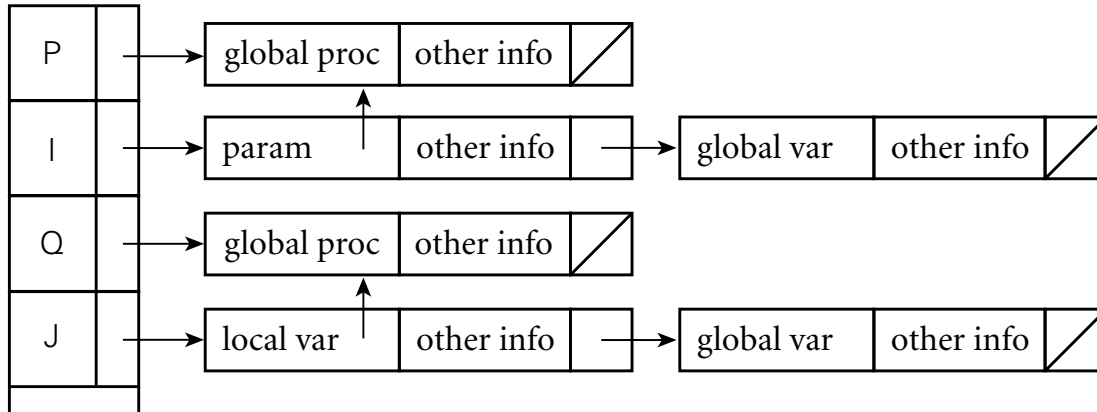 P global proc other info
I param other info global var other info
Q global proc other info
J local var other info global var other info